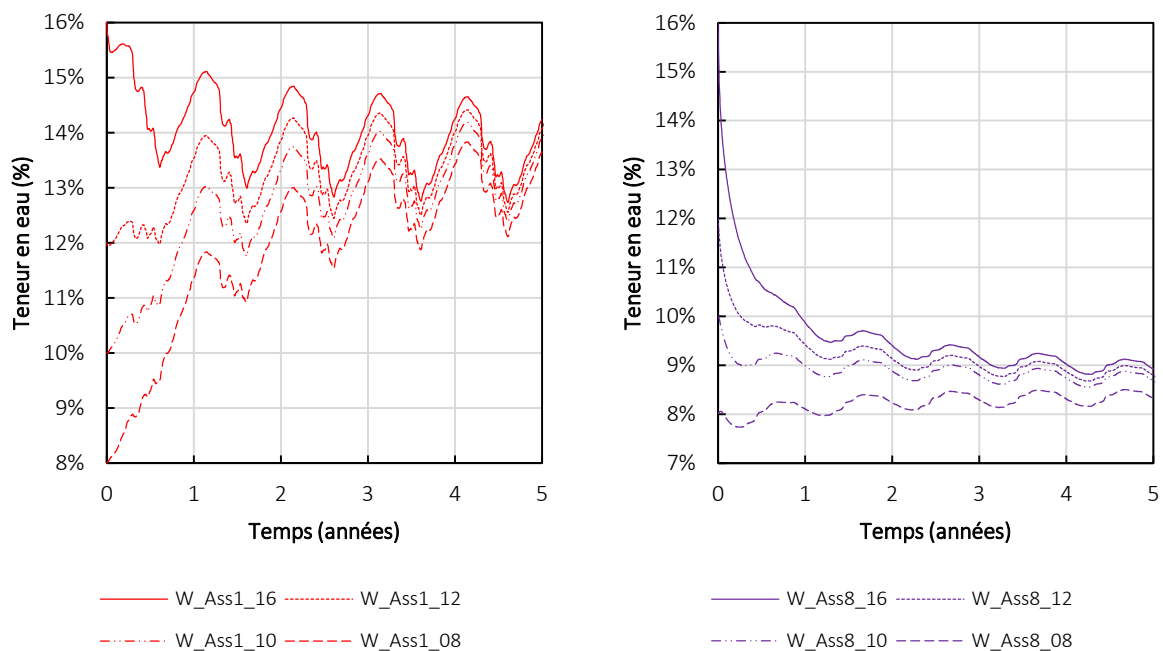 16%
15%
14%
13%
12%
11%
10%
9%
8%
Teneur en eau (%)
0 1 2 3 4 5
Temps (années)
W_Ass1_16 W_Ass1_12
W_Ass1_10 W_Ass1_08
16%
15%
14%
13%
12%
11%
10%
9%
8%
7%
Teneur en eau (%)
0 1 2 3 4 5
Temps (années)
W_Ass8_16 W_Ass8_12
W_Ass8_10 W_Ass8_08